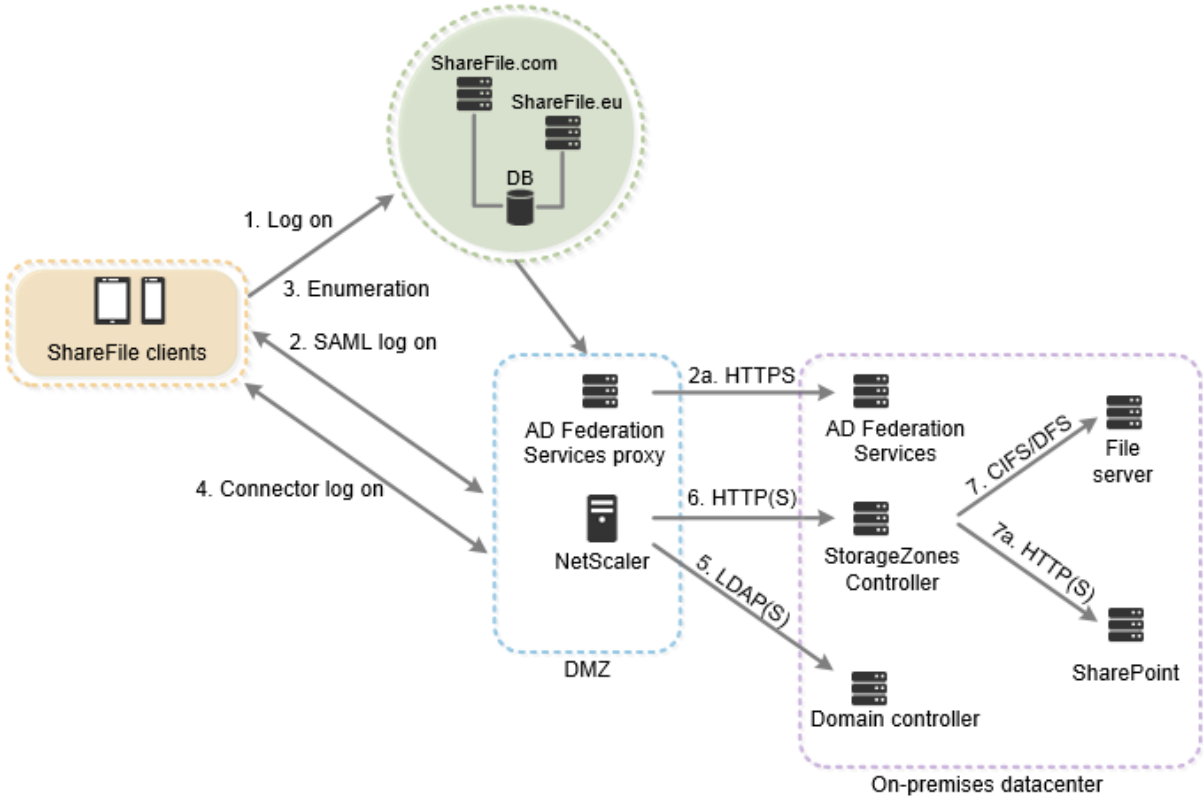 ShareFile.com
ShareFile.eu
DB
1. Log on
3. Enumeration
2. SAML log on
ShareFile clients
4. Connector log on
2a. HTTPS
AD Federation
Services proxy
AD Federation
Services
7. CIFS/DFS
File
server
6. HTTP(S)
NetScaler
StorageZones
Controller
7a. HTTP(S)
5. LDAP(S)
SharePoint
DMZ
Domain controller
On-premises datacenter